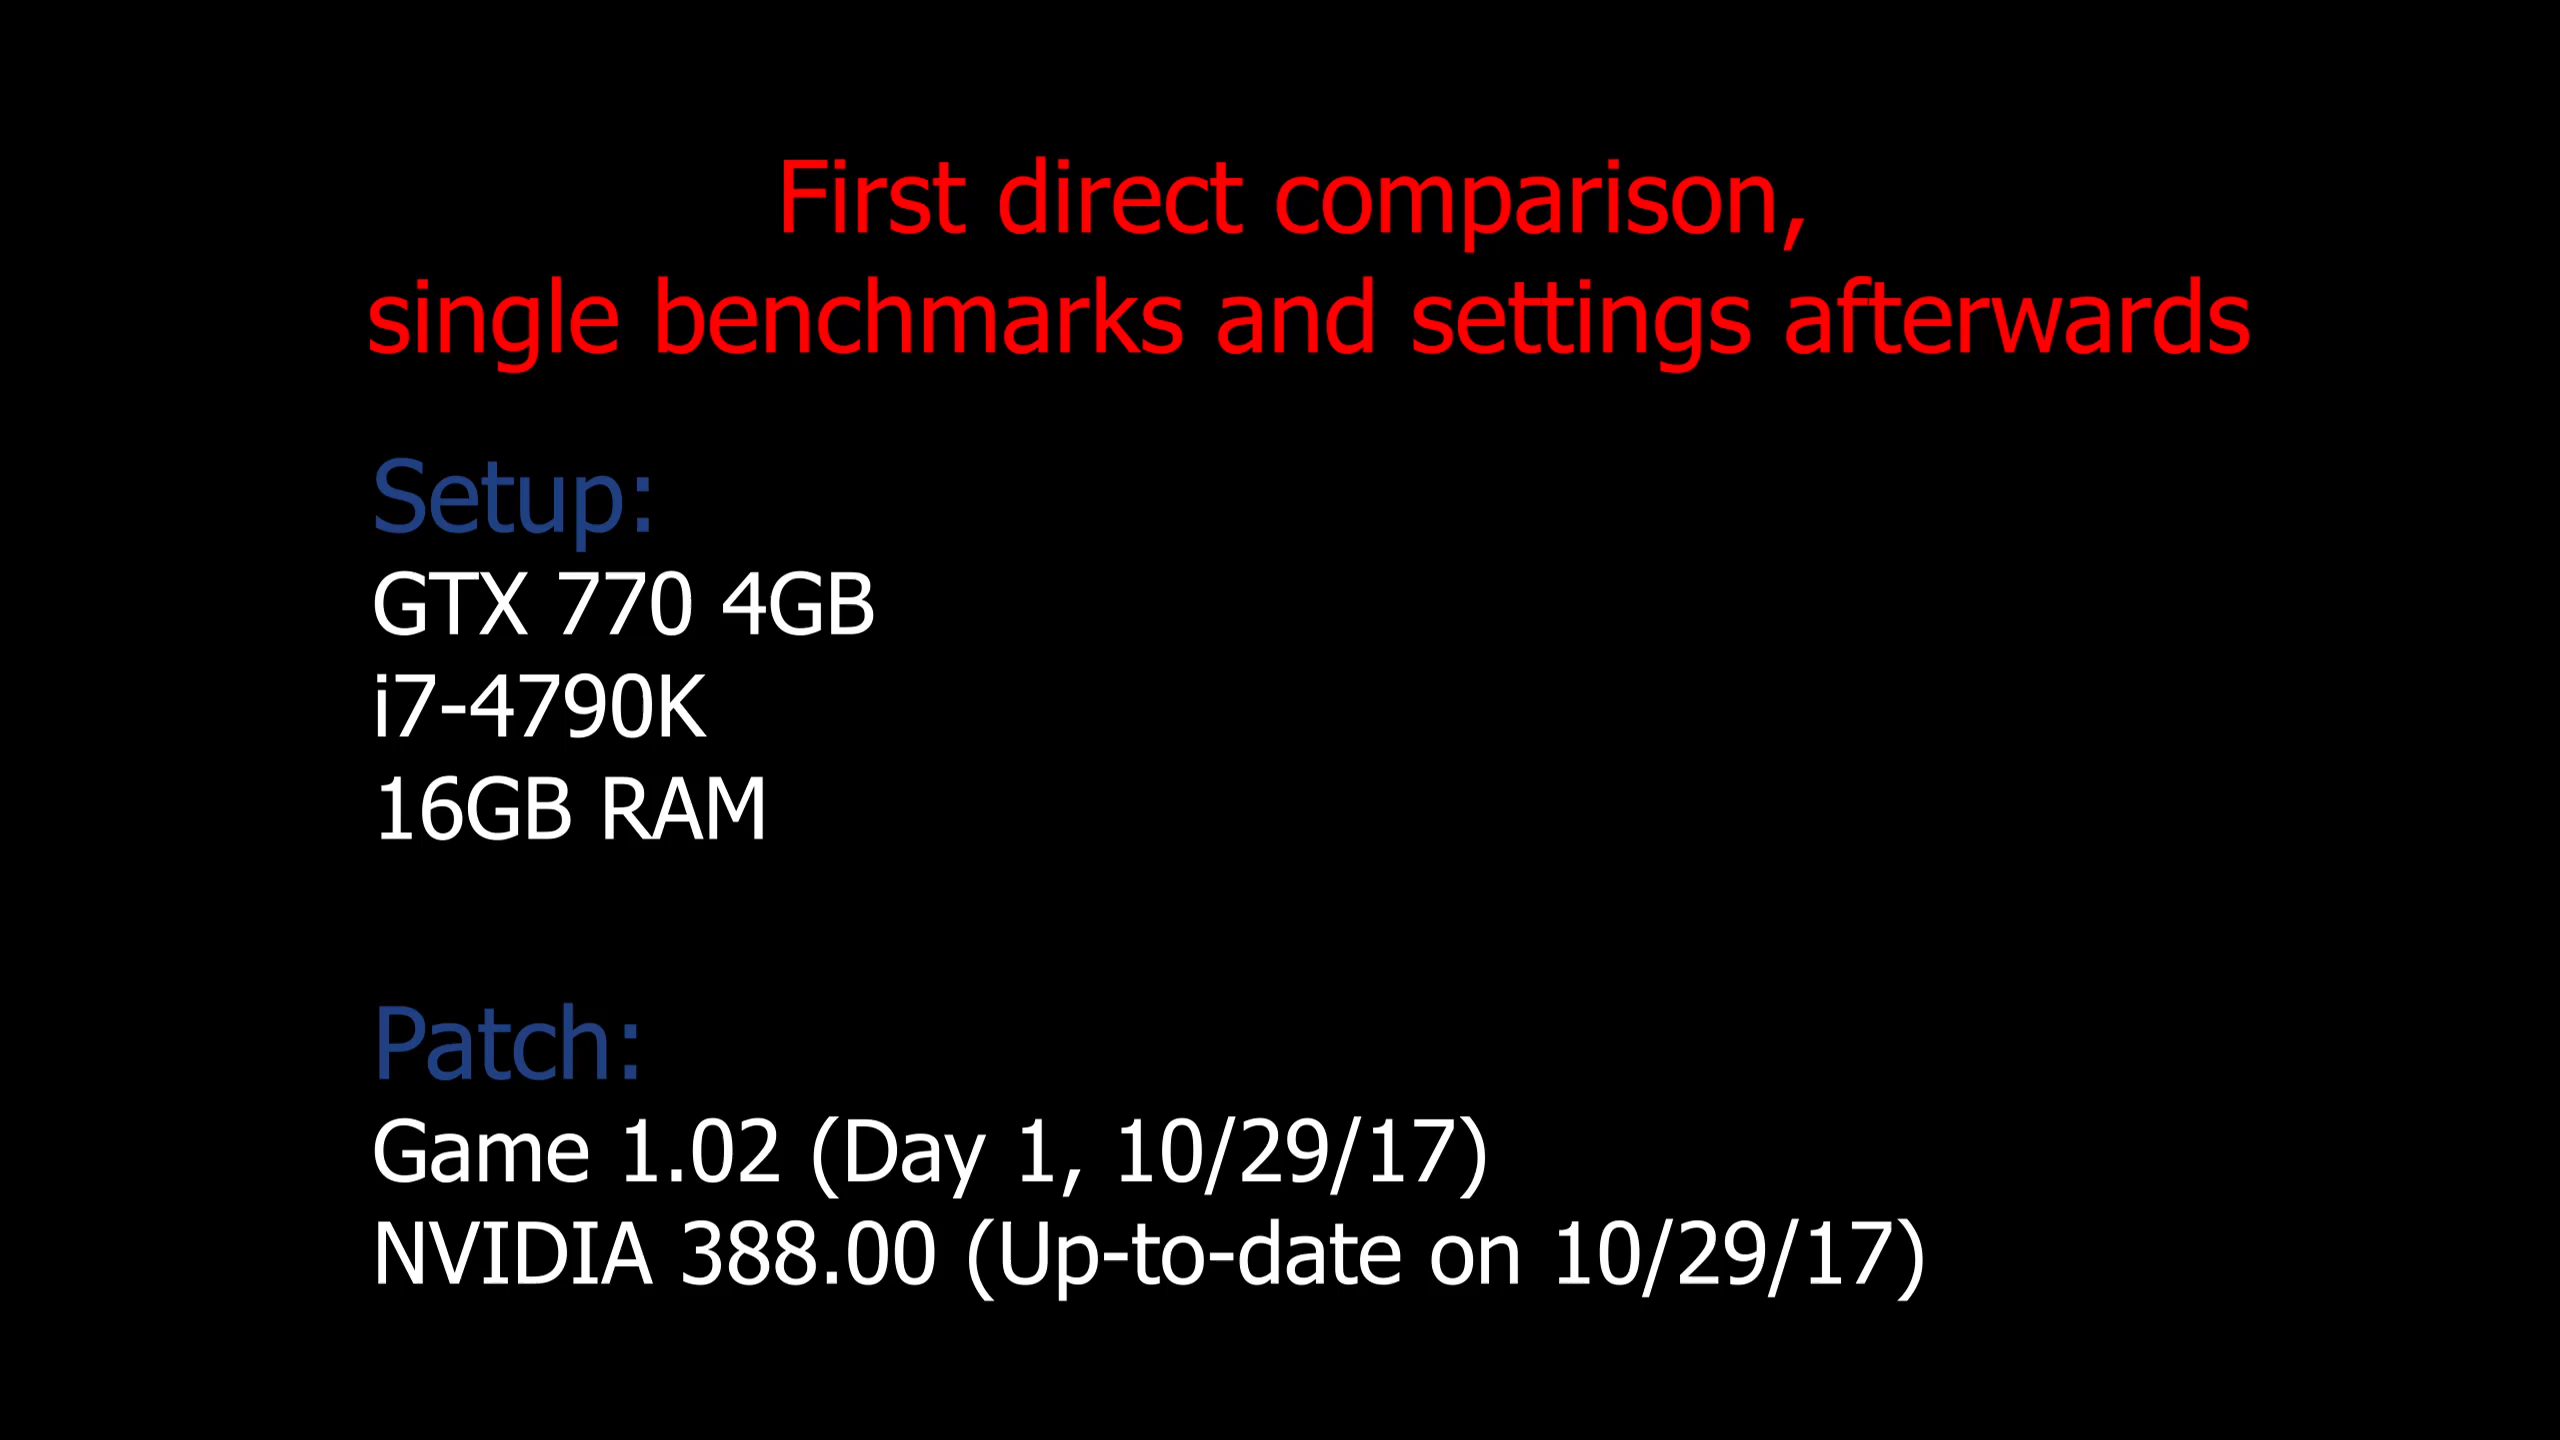 First direct comparison,
single benchmarks and settings afterwards
Setup:
GTX 770 4GB
i7-4790K
16GB RAM
Patch:
Game 1.02 (Day 1, 10/29/17)
NVIDIA 388.00 (Up-to-date on 10/29/17)